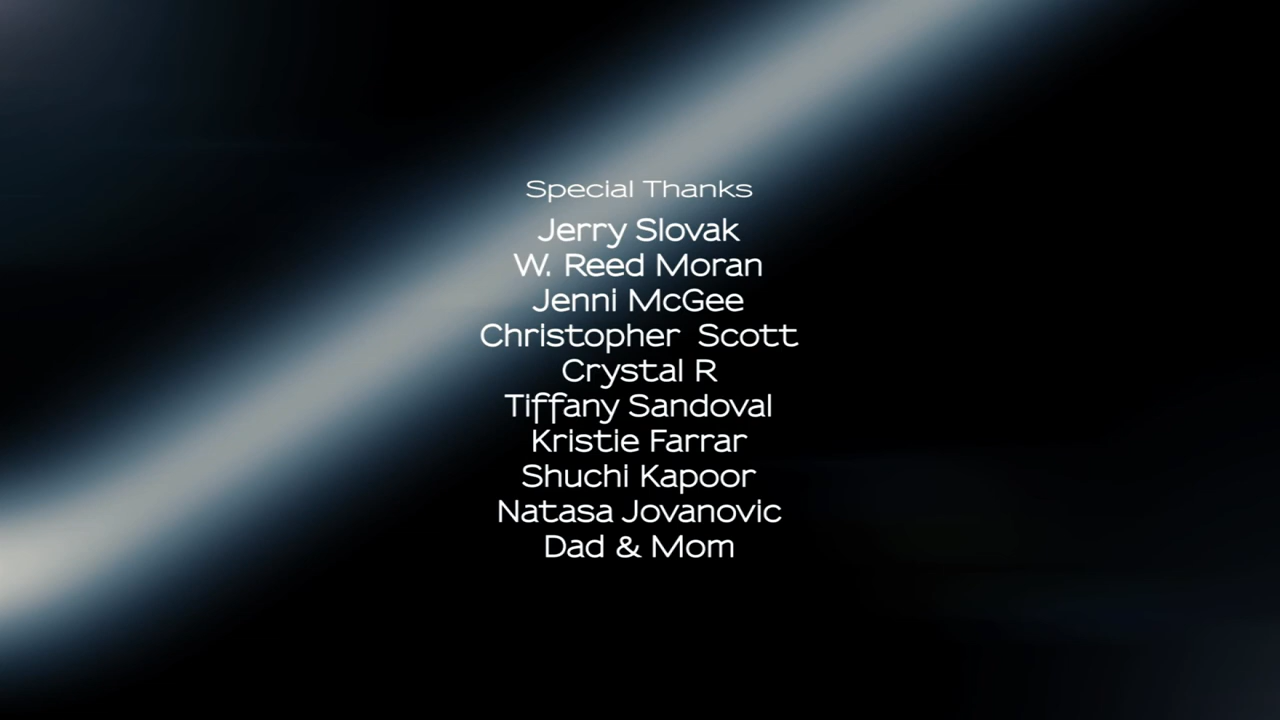 Special Thanks
Jerry Slovak
W. Reed Moran
Jenni McGee
Christopher  Scott
Crystal R
Tiffany Sandoval
Kristie Farrar
Shuchi Kapoor
Natasa Jovanovic
Dad & Mom